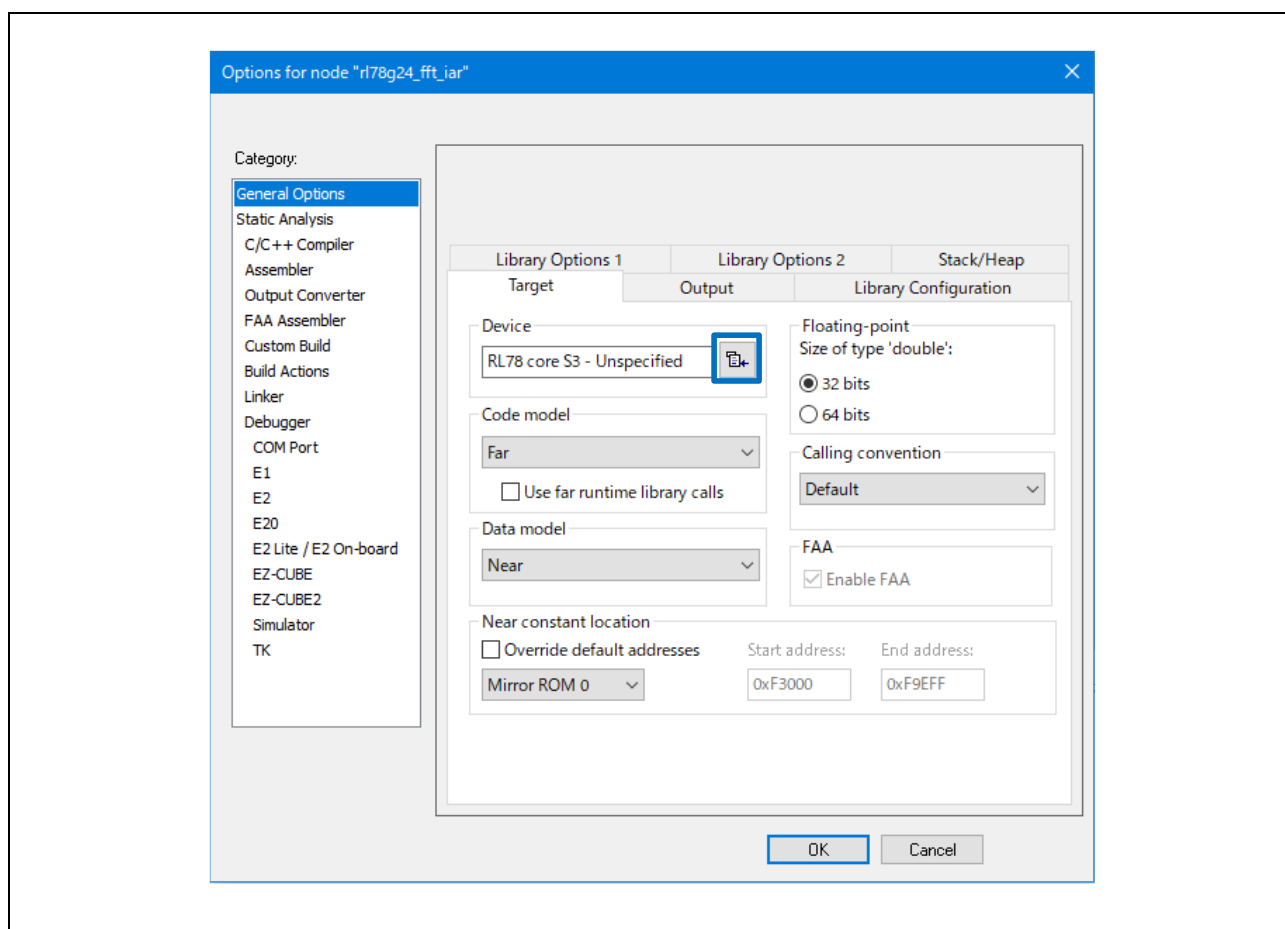 Options for node "rl78g24_fft_iar"
Category:
General Options
Static Analysis
C/C++ Compiler
Assembler
Output Converter
FAA Assembler
Custom Build
Build Actions
Linker
Debugger
COM Port
E1
E2
E20
E2 Lite / E2 On-board
EZ-CUBE
EZ-CUBE2
Simulator
TK
Library Options 1 Library Options 2 Stack/Heap
Target Output Library Configuration
Device
RL78 core S3 - Unspecified
Code model
Far
Use far runtime library calls
Data model
Near
Floating-point
Size of type 'double':
32 bits
64 bits
Calling convention
Default
FAA
Enable FAA
Near constant location
Override default addresses Start address: End address:
Mirror ROM 0 0xF3000 0xF9EFF
OK Cancel